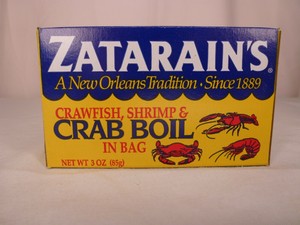 ZATARAIN'S®
A New Orleans Tradition · Since 1889
CRAWFISH, SHRIMP &
CRAB BOIL
IN BAG
NET WT 3 OZ (85g)